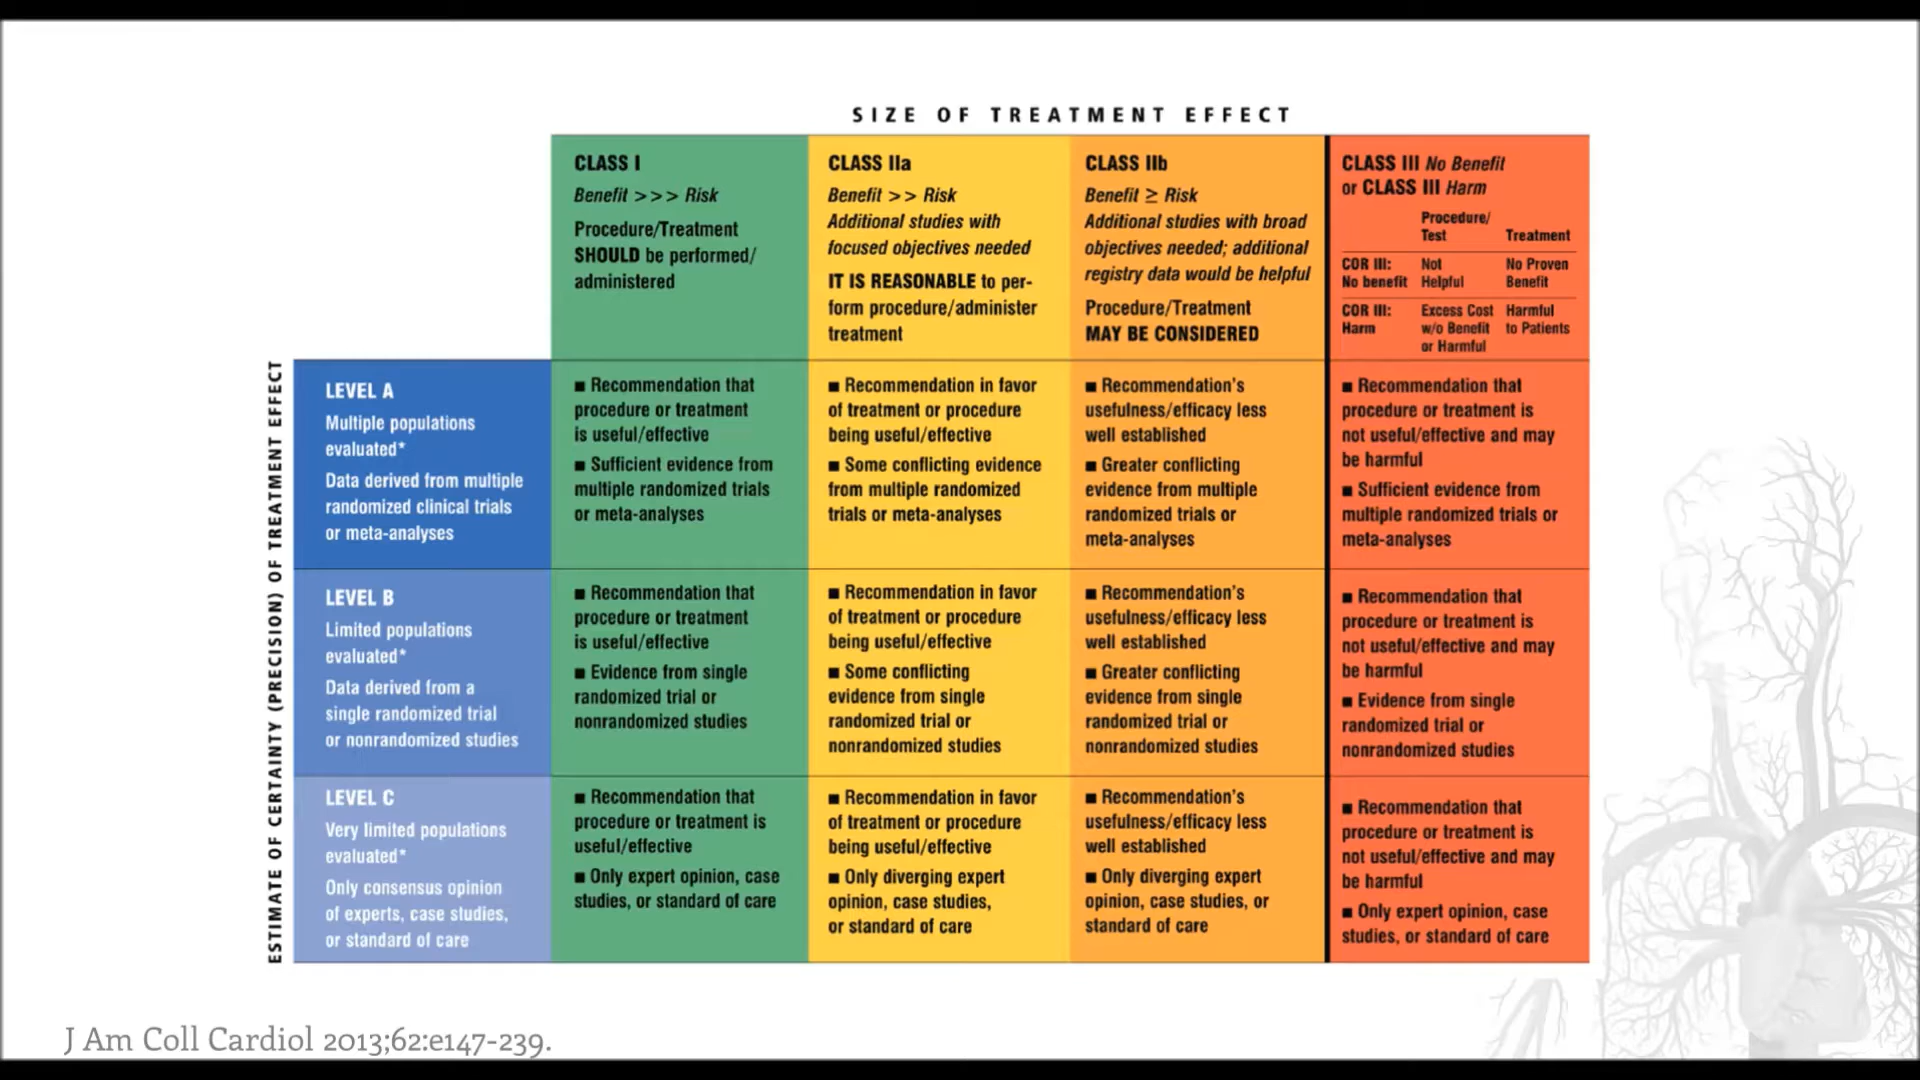 SIZE OF TREATMENT EFFECT
CLASS I
Benefit >>> Risk
Procedure/Treatment
SHOULD be performed/
administered
CLASS IIa
Benefit >> Risk
Additional studies with
focused objectives needed
IT IS REASONABLE to per-
form procedure/administer
treatment
CLASS IIb
Benefit ≥ Risk
Additional studies with broad
objectives needed; additional
registry data would be helpful
Procedure/Treatment
MAY BE CONSIDERED
CLASS III No Benefit
or CLASS III Harm
Procedure/
Test Treatment
COR III: Not No Proven
No benefit Helpful Benefit
COR III: Excess Cost Harmful
Harm w/o Benefit to Patients
or Harmful
ESTIMATE OF CERTAINTY (PRECISION) OF TREATMENT EFFECT
LEVEL A
Multiple populations
evaluated*
Data derived from multiple
randomized clinical trials
or meta-analyses
■ Recommendation that
procedure or treatment
is useful/effective
■ Sufficient evidence from
multiple randomized trials
or meta-analyses
■ Recommendation in favor
of treatment or procedure
being useful/effective
■ Some conflicting evidence
from multiple randomized
trials or meta-analyses
■ Recommendation's
usefulness/efficacy less
well established
■ Greater conflicting
evidence from multiple
randomized trials or
meta-analyses
■ Recommendation that
procedure or treatment is
not useful/effective and may
be harmful
■ Sufficient evidence from
multiple randomized trials or
meta-analyses
LEVEL B
Limited populations
evaluated*
Data derived from a
single randomized trial
or nonrandomized studies
■ Recommendation that
procedure or treatment
is useful/effective
■ Evidence from single
randomized trial or
nonrandomized studies
■ Recommendation in favor
of treatment or procedure
being useful/effective
■ Some conflicting
evidence from single
randomized trial or
nonrandomized studies
■ Recommendation's
usefulness/efficacy less
well established
■ Greater conflicting
evidence from single
randomized trial or
nonrandomized studies
■ Recommendation that
procedure or treatment is
not useful/effective and may
be harmful
■ Evidence from single
randomized trial or
nonrandomized studies
LEVEL C
Very limited populations
evaluated*
Only consensus opinion
of experts, case studies,
or standard of care
■ Recommendation that
procedure or treatment is
useful/effective
■ Only expert opinion, case
studies, or standard of care
■ Recommendation in favor
of treatment or procedure
being useful/effective
■ Only diverging expert
opinion, case studies,
or standard of care
■ Recommendation's
usefulness/efficacy less
well established
■ Only diverging expert
opinion, case studies, or
standard of care
■ Recommendation that
procedure or treatment is
not useful/effective and may
be harmful
■ Only expert opinion, case
studies, or standard of care
J Am Coll Cardiol 2013;62:e147-239.